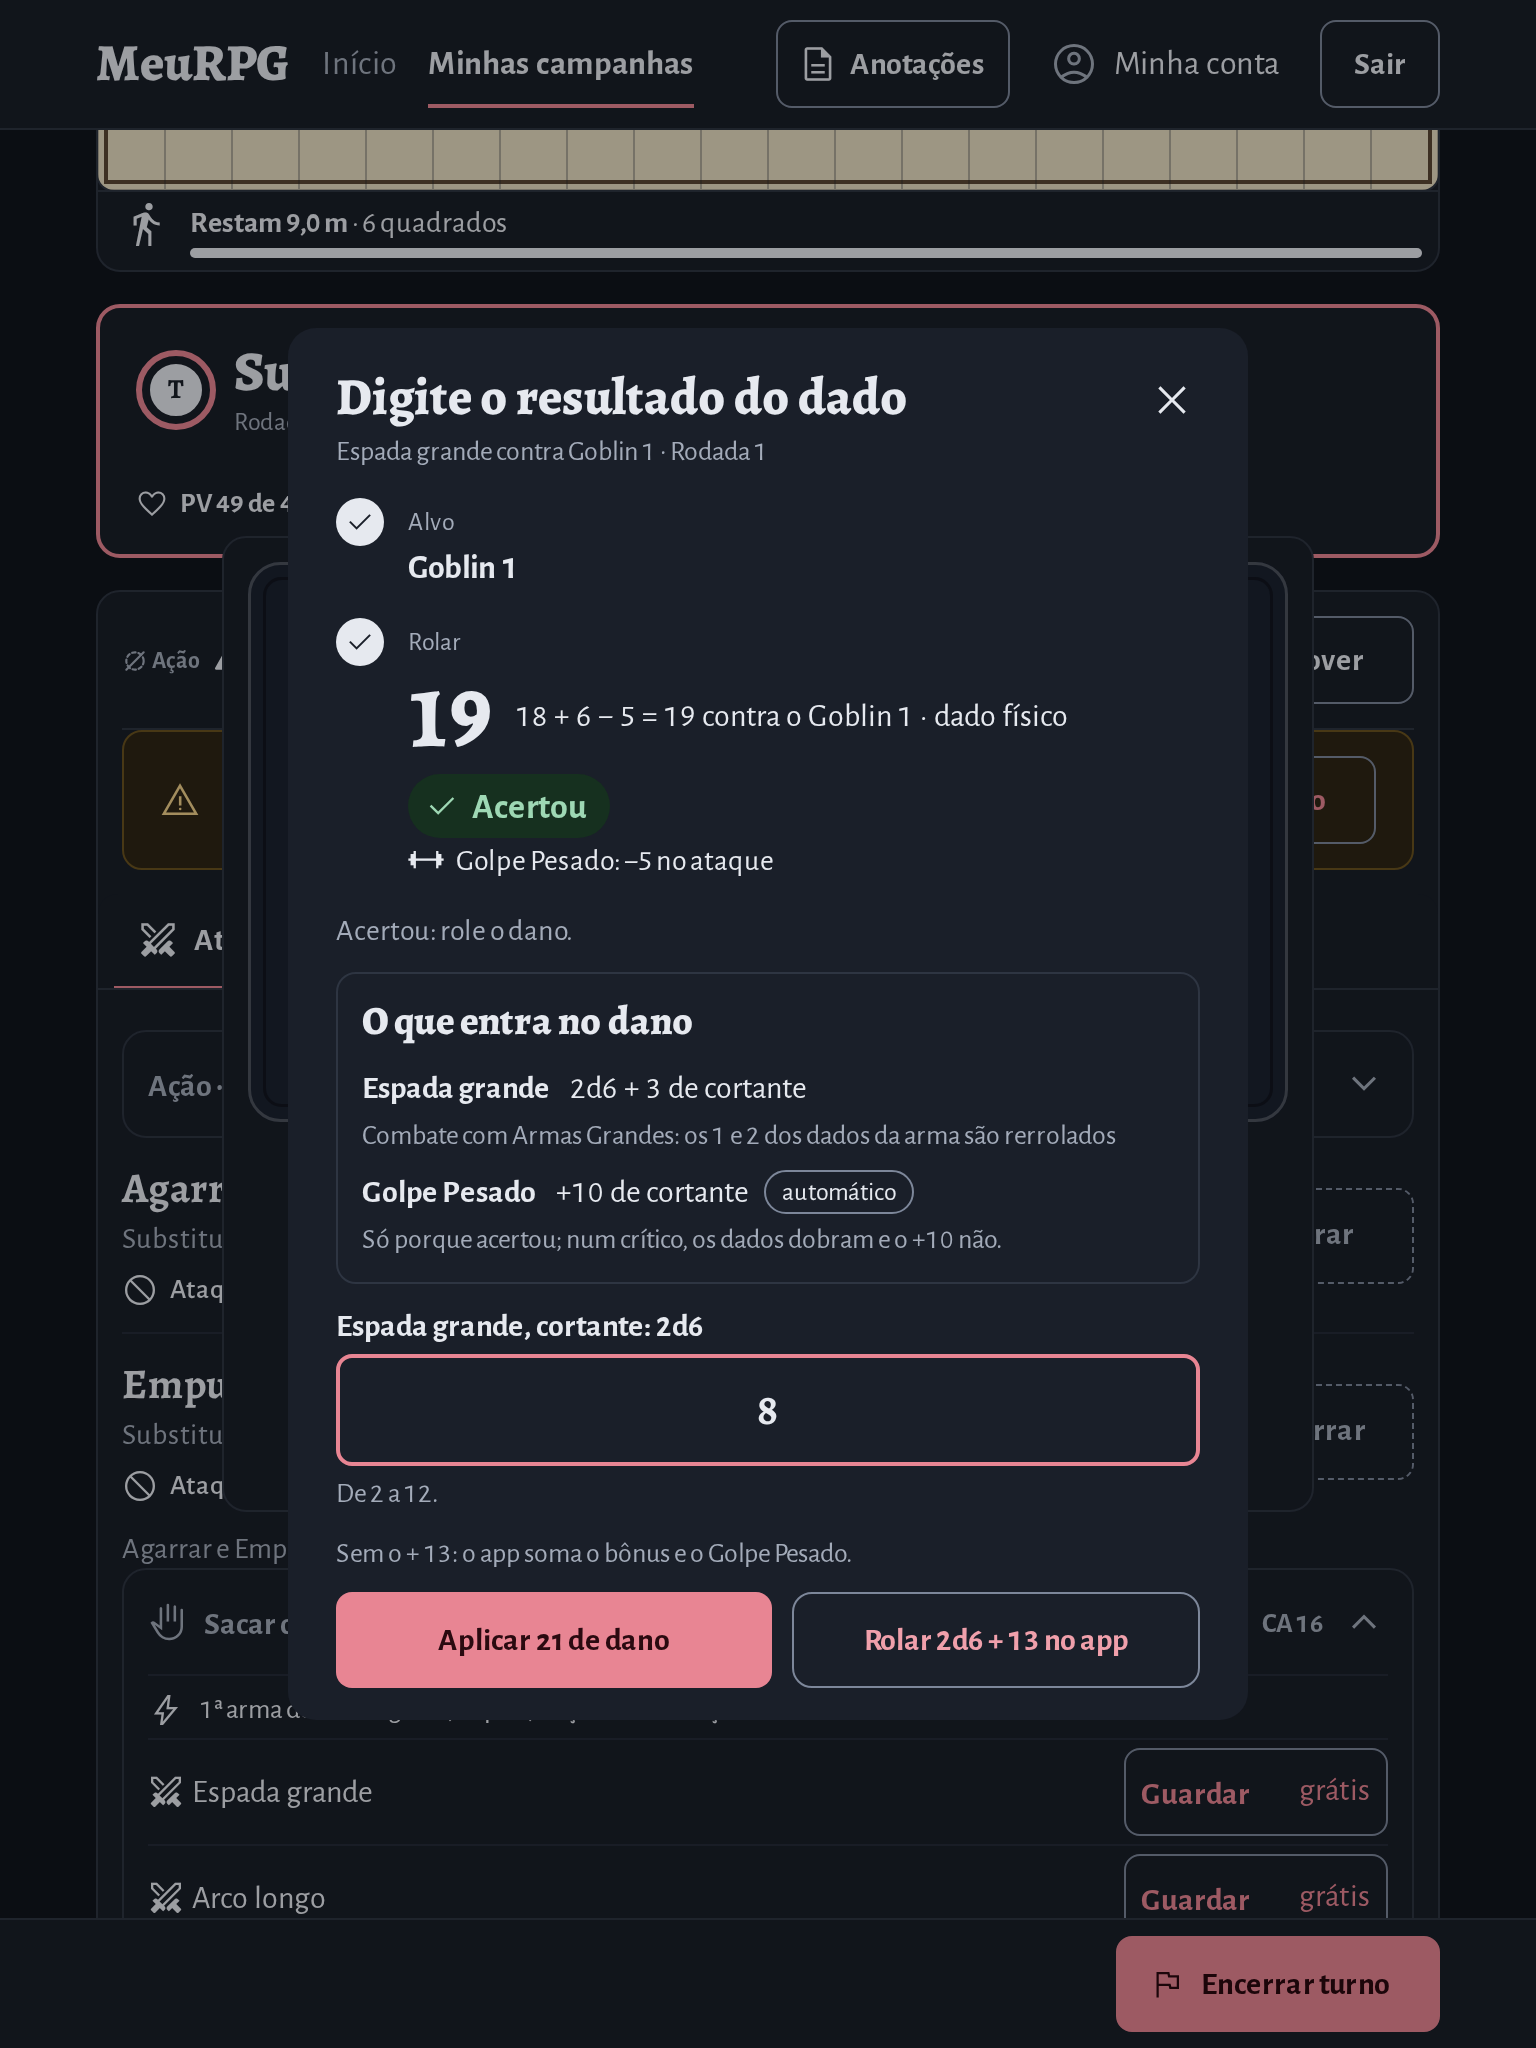 MeuRPG Início Minhas campanhas Anotações Minha conta Sair
Restam 9,0 m · 6 quadrados
T
PV 49 de
Digite o resultado do dado
Espada grande contra Goblin 1 · Rodada 1
Alvo
Goblin 1
Rolar
19 18 + 6 − 5 = 19 contra o Goblin 1 · dado físico
Acertou
Golpe Pesado: −5 no ataque
Acertou: role o dano.
O que entra no dano
Espada grande 2d6 + 3 de cortante
Combate com Armas Grandes: os 1 e 2 dos dados da arma são rerrolados
Golpe Pesado +10 de cortante automático
Só porque acertou; num crítico, os dados dobram e o +10 não.
Espada grande, cortante: 2d6
8
De 2 a 12.
Sem o + 13: o app soma o bônus e o Golpe Pesado.
Aplicar 21 de dano Rolar 2d6 + 13 no app
Ação
Ação ·
Agarrar e Emp
Sacar
CA 16
1ª arma
Espada grande Guardar grátis
Arco longo Guardar grátis
Encerrar turno